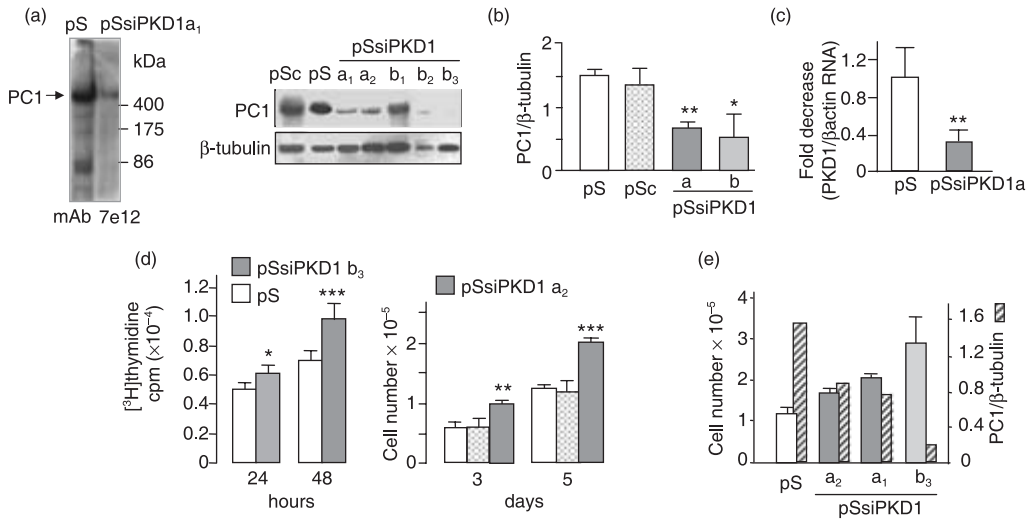 (a)
pS pSsiPKD1a₁
kDa
PC1
400
175
86
mAb 7e12
pSsiPKD1
pSc pS a₁ a₂ b₁ b₂ b₃
PC1
β-tubulin
(b)
PC1/β-tubulin
2
1
0
**
*
pS pSc a b
pSsiPKD1
(c)
Fold decrease
(PKD1/βactin RNA)
1.2
0.8
0.4
0
**
pS pSsiPKD1a
(d)
pSsiPKD1 b₃
pS
[³H]thymidine
cpm (×10⁻⁴)
1.2
1.0
0.8
0.6
0.4
0.2
0
*
***
24 48
hours
pSsiPKD1 a₂
Cell number × 10⁻⁵
2
1
0
**
***
3 5
days
(e)
Cell number × 10⁻⁵
4
3
2
1
0
1.6
1.2
0.8
0.4
0
PC1/β-tubulin
pS a₂ a₁ b₃
pSsiPKD1